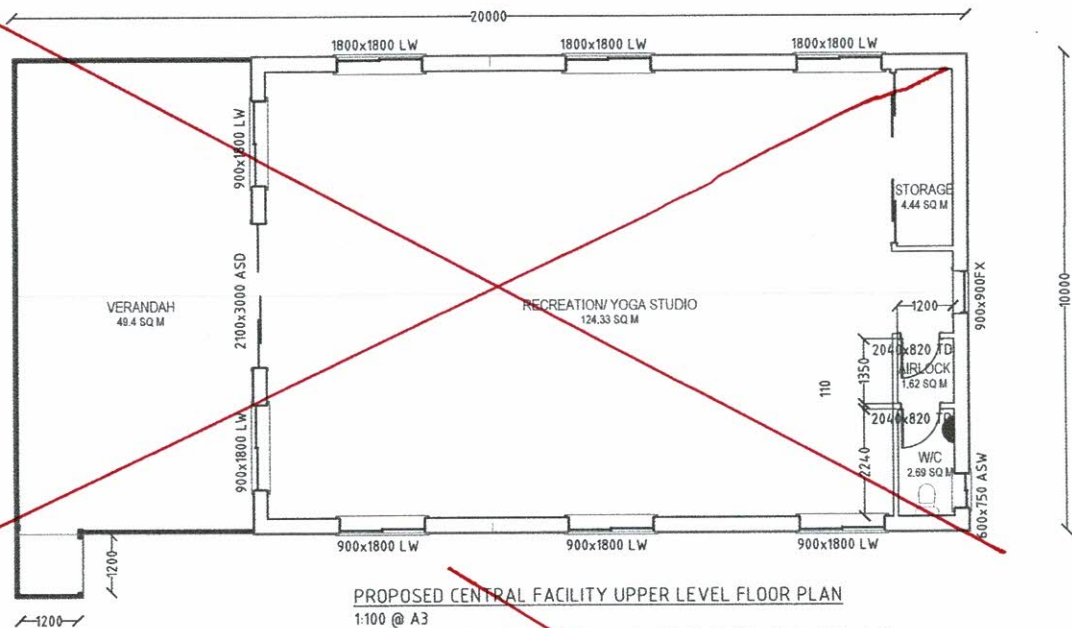 20000
1800x1800 LW
1800x1800 LW
1800x1800 LW
900x1800 LW
STORAGE
4.44 SQ M
2100x3000 ASD
VERANDAH
49.4 SQ M
RECREATION/ YOGA STUDIO
124.33 SQ M
900x900FX
10000
1200
2040x820 TD
AIRLOCK
1.62 SQ M
1350
110
2040x820 TD
900x1800 LW
2240
W/C
2.69 SQ M
600x750 ASW
900x1800 LW
900x1800 LW
900x1800 LW
1200
1200
PROPOSED CENTRAL FACILITY UPPER LEVEL FLOOR PLAN
1:100 @ A3